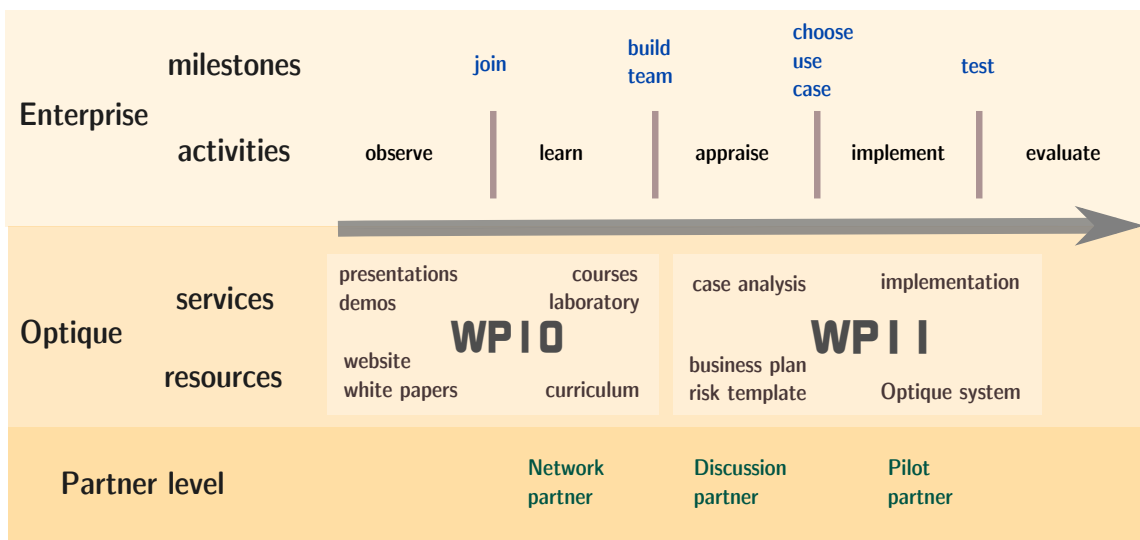 milestones
join
build
team
choose
use
case
test
Enterprise
activities
observe
learn
appraise
implement
evaluate
Optique
services
resources
presentations
demos
courses
laboratory
WP10
website
white papers
curriculum
case analysis
implementation
WP11
business plan
risk template
Optique system
Partner level
Network
partner
Discussion
partner
Pilot
partner